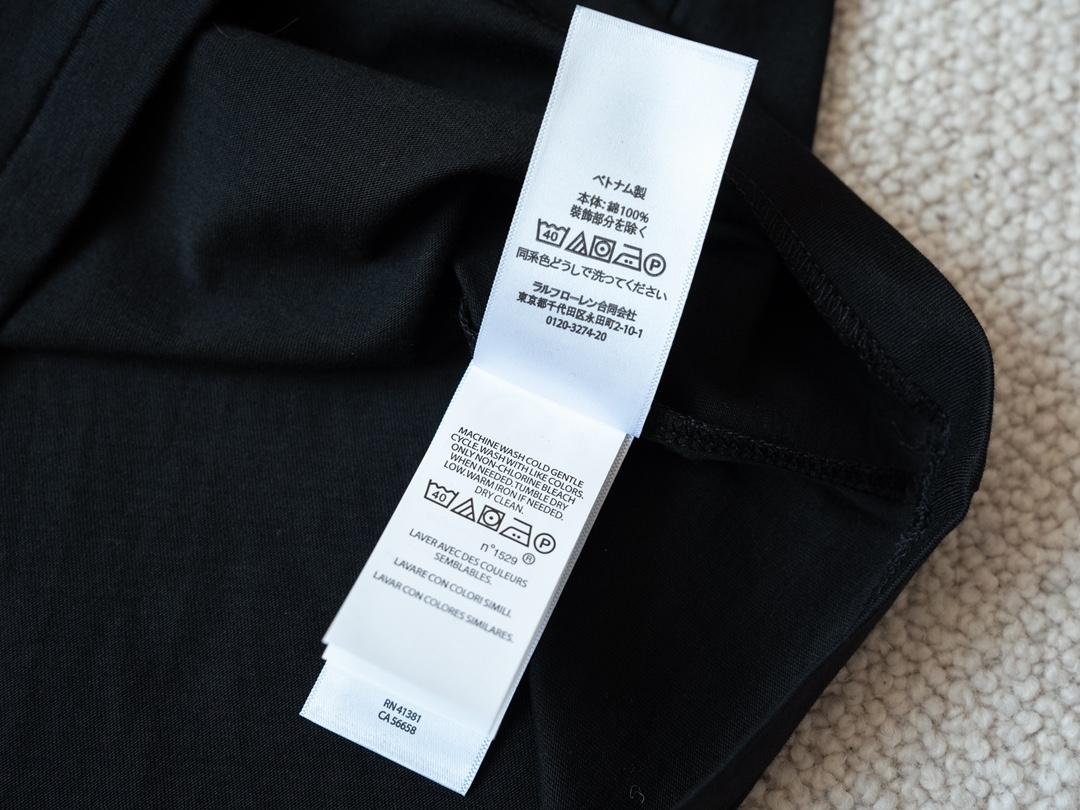 ベトナム製
本体：綿100%
装飾部分を除く
40 P
同系色どうしで洗ってください
ラルフローレン合同会社
東京都千代田区永田町2-10-1
0120-3274-20
MACHINE WASH COLD GENTLE
CYCLE. WASH WITH LIKE COLORS.
ONLY NON-CHLORINE BLEACH
WHEN NEEDED. TUMBLE DRY
LOW. WARM IRON IF NEEDED.
DRY CLEAN.
40 P
n°1529 ®
LAVER AVEC DES COULEURS
SEMBLABLES.
LAVARE CON COLORI SIMILI.
LAVAR CON COLORES SIMILARES.
RN 41381
CA 56658